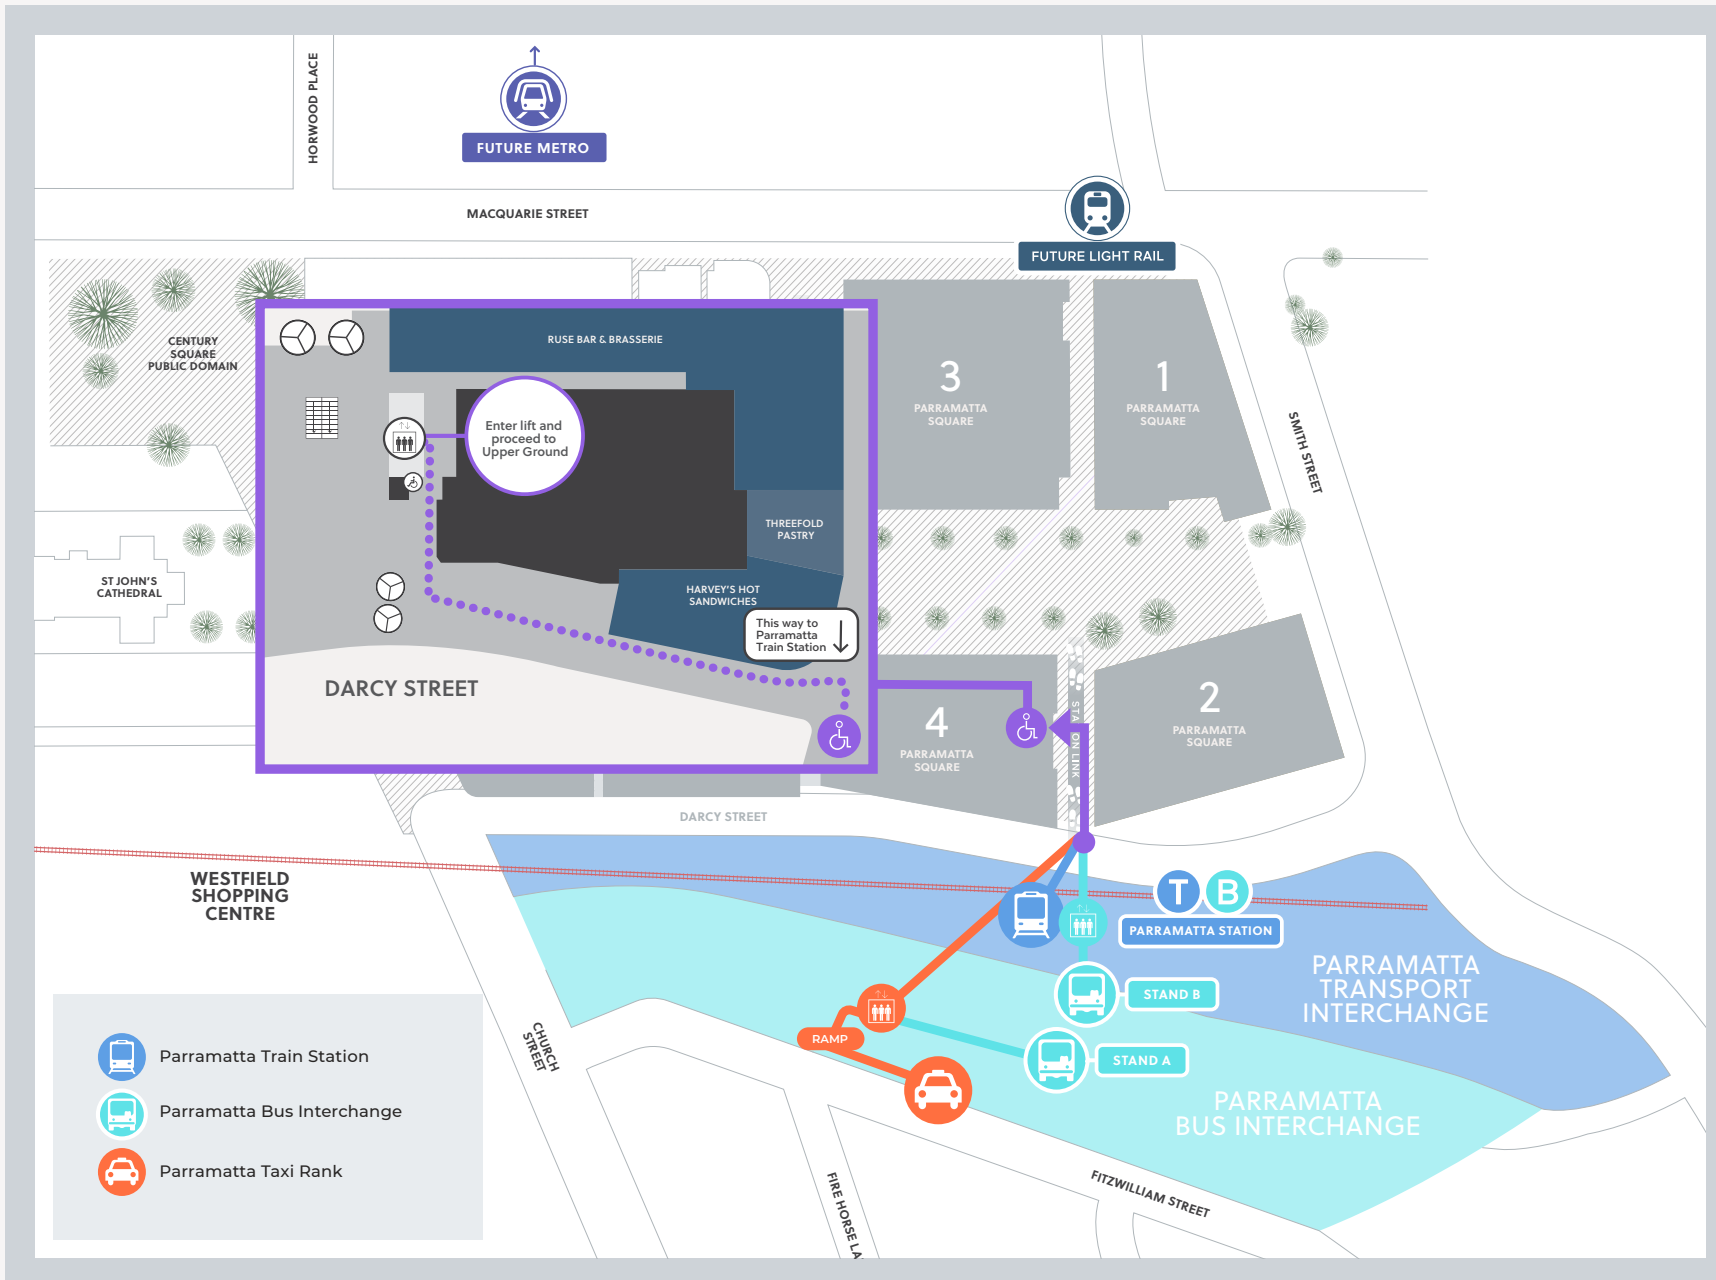 HORWOOD PLACE
FUTURE METRO
MACQUARIE STREET
FUTURE LIGHT RAIL
CENTURY
SQUARE
PUBLIC DOMAIN
RUSE BAR & BRASSERIE
Enter lift and
proceed to
Upper Ground
3
PARRAMATTA
SQUARE
1
PARRAMATTA
SQUARE
SMITH STREET
THREEFOLD
PASTRY
ST JOHN'S
CATHEDRAL
HARVEY'S HOT
SANDWICHES
This way to
Parramatta
Train Station
DARCY STREET
4
PARRAMATTA
SQUARE
2
PARRAMATTA
SQUARE
DARCY STREET
WESTFIELD
SHOPPING
CENTRE
T
B
PARRAMATTA STATION
PARRAMATTA
TRANSPORT
INTERCHANGE
STAND B
RAMP
STAND A
CHURCH
STREET
PARRAMATTA
BUS INTERCHANGE
Parramatta Train Station
Parramatta Bus Interchange
Parramatta Taxi Rank
FIRE HORSE
FITZWILLIAM STREET